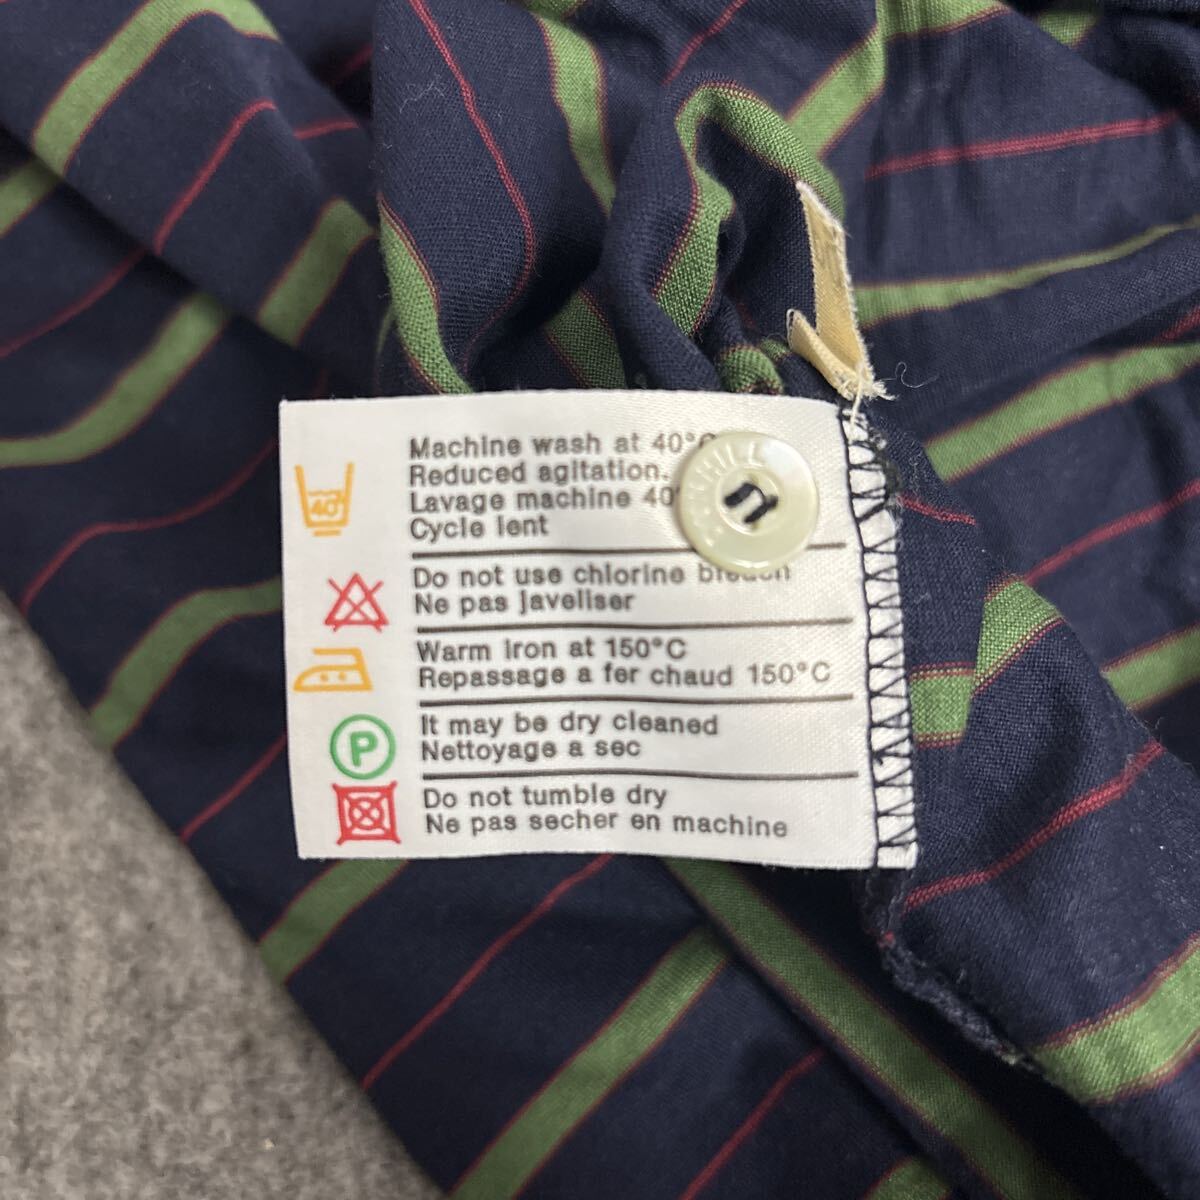 Machine wash at 40°C
Reduced agitation.
Lavage machine 40°
Cycle lent
40
Do not use chlorine bleach
Ne pas javeliser
Warm iron at 150°C
Repassage a fer chaud 150°C
It may be dry cleaned
Nettoyage a sec
P
Do not tumble dry
Ne pas secher en machine